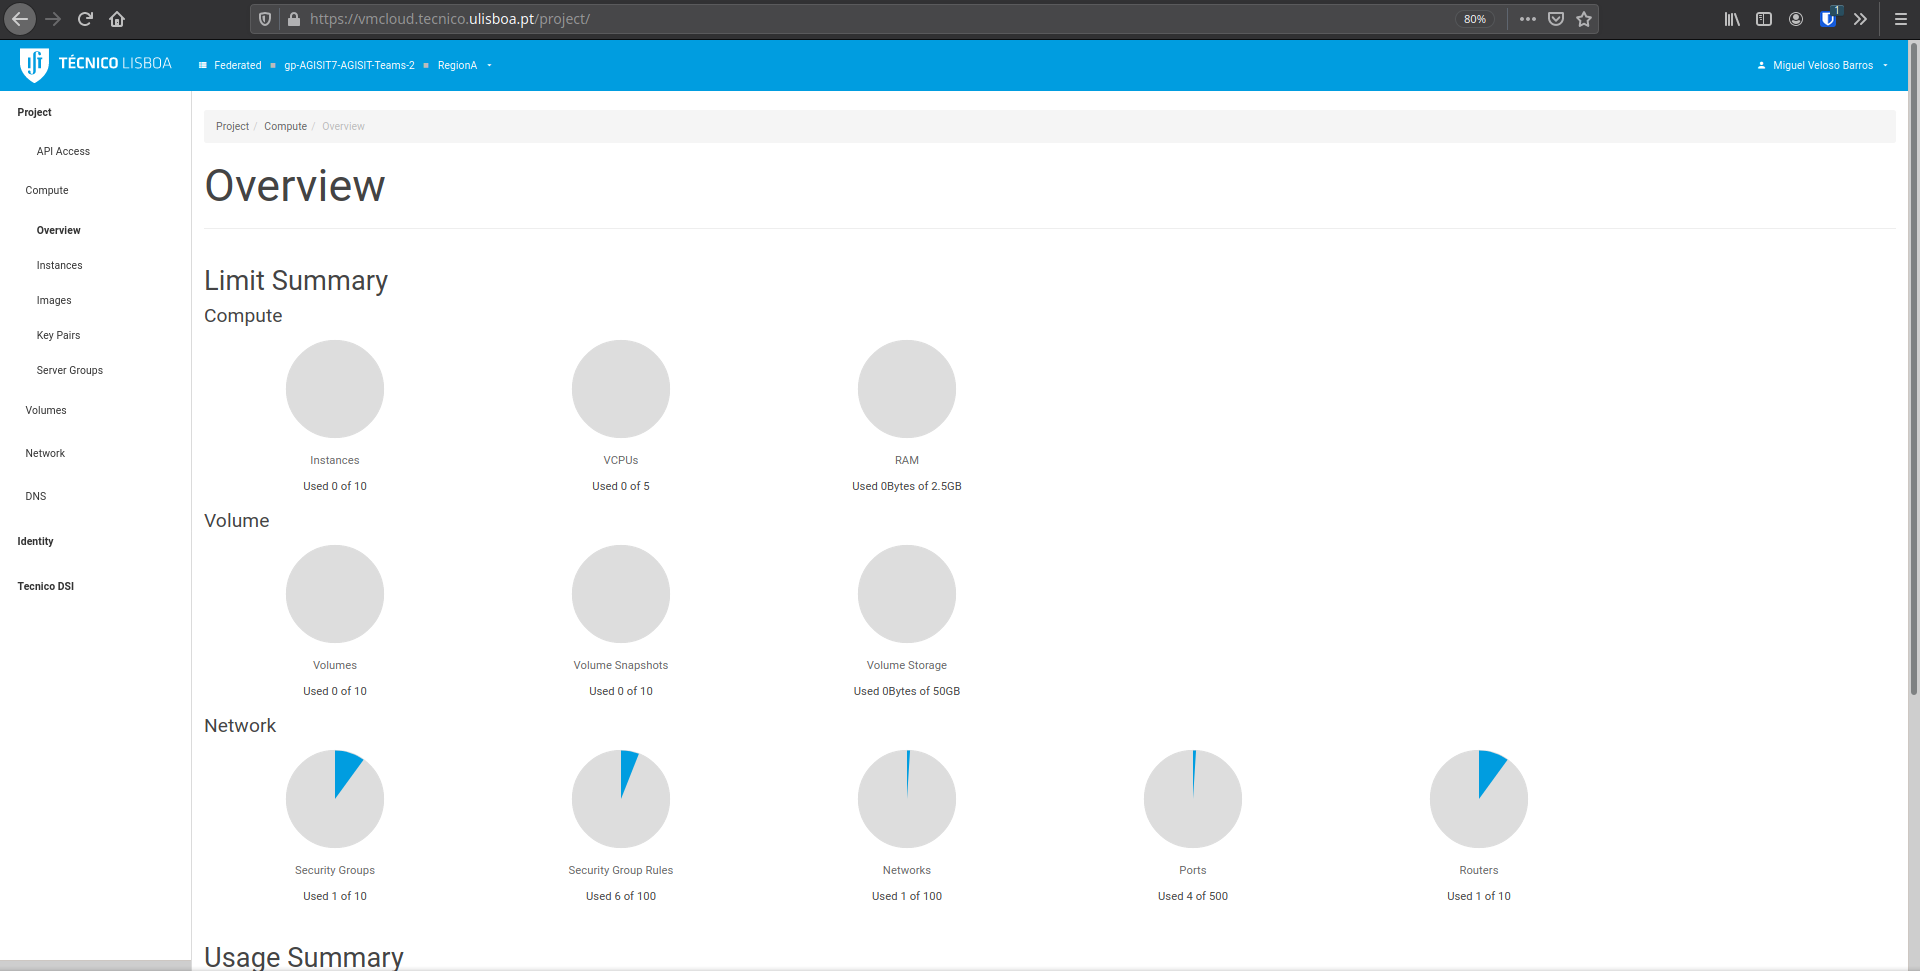 https://vmcloud.tecnico.ulisboa.pt/project/
80%
1
TÉCNICO LISBOA
Federated
gp-AGISIT7-AGISIT-Teams-2
RegionA
Miguel Veloso Barros
Project
API Access
Compute
Overview
Instances
Images
Key Pairs
Server Groups
Volumes
Network
DNS
Identity
Tecnico DSI
Project / Compute / Overview
Overview
Limit Summary
Compute
Instances
Used 0 of 10
VCPUs
Used 0 of 5
RAM
Used 0Bytes of 2.5GB
Volume
Volumes
Used 0 of 10
Volume Snapshots
Used 0 of 10
Volume Storage
Used 0Bytes of 50GB
Network
Security Groups
Used 1 of 10
Security Group Rules
Used 6 of 100
Networks
Used 1 of 100
Ports
Used 4 of 500
Routers
Used 1 of 10
Usage Summary